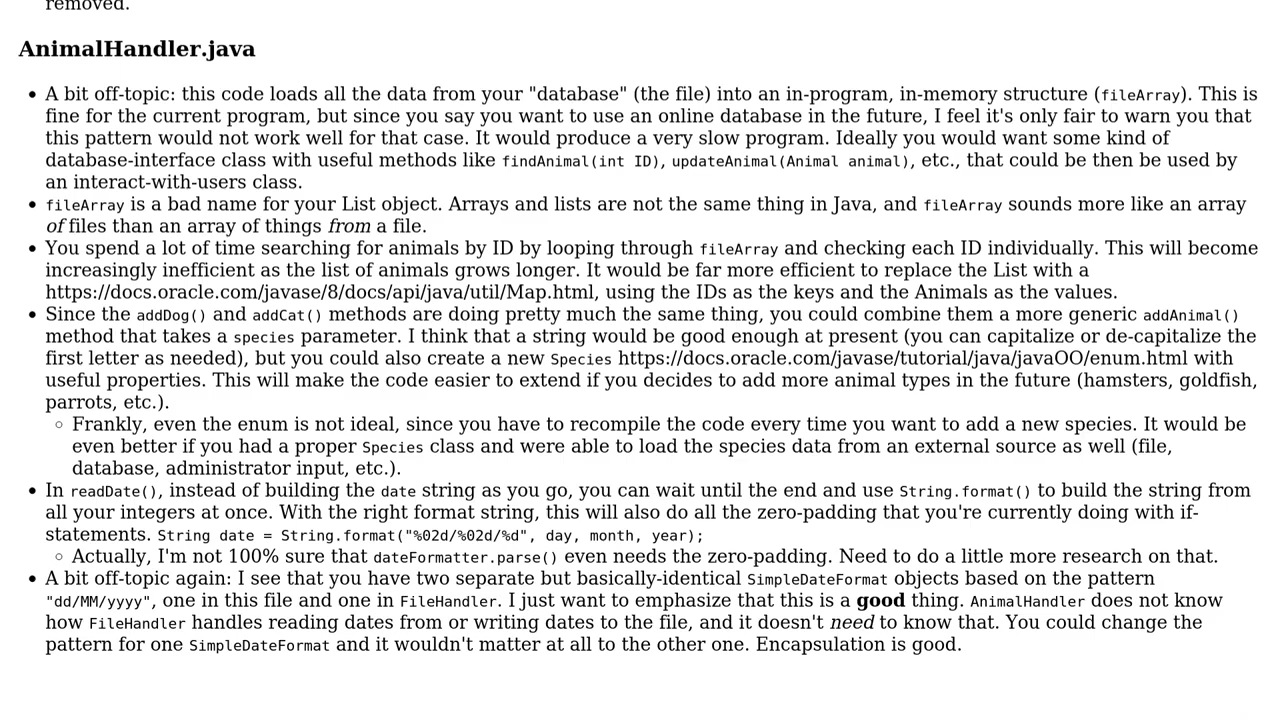 removed.
AnimalHandler.java
• A bit off-topic: this code loads all the data from your "database" (the file) into an in-program, in-memory structure (fileArray). This is
fine for the current program, but since you say you want to use an online database in the future, I feel it's only fair to warn you that
this pattern would not work well for that case. It would produce a very slow program. Ideally you would want some kind of
database-interface class with useful methods like findAnimal(int ID), updateAnimal(Animal animal), etc., that could be then be used by
an interact-with-users class.
• fileArray is a bad name for your List object. Arrays and lists are not the same thing in Java, and fileArray sounds more like an array
of files than an array of things from a file.
• You spend a lot of time searching for animals by ID by looping through fileArray and checking each ID individually. This will become
increasingly inefficient as the list of animals grows longer. It would be far more efficient to replace the List with a
https://docs.oracle.com/javase/8/docs/api/java/util/Map.html, using the IDs as the keys and the Animals as the values.
• Since the addDog() and addCat() methods are doing pretty much the same thing, you could combine them a more generic addAnimal()
method that takes a species parameter. I think that a string would be good enough at present (you can capitalize or de-capitalize the
first letter as needed), but you could also create a new Species https://docs.oracle.com/javase/tutorial/java/javaOO/enum.html with
useful properties. This will make the code easier to extend if you decides to add more animal types in the future (hamsters, goldfish,
parrots, etc.).
◦ Frankly, even the enum is not ideal, since you have to recompile the code every time you want to add a new species. It would be
even better if you had a proper Species class and were able to load the species data from an external source as well (file,
database, administrator input, etc.).
• In readDate(), instead of building the date string as you go, you can wait until the end and use String.format() to build the string from
all your integers at once. With the right format string, this will also do all the zero-padding that you're currently doing with if-
statements. String date = String.format("%02d/%02d/%d", day, month, year);
◦ Actually, I'm not 100% sure that dateFormatter.parse() even needs the zero-padding. Need to do a little more research on that.
• A bit off-topic again: I see that you have two separate but basically-identical SimpleDateFormat objects based on the pattern
"dd/MM/yyyy", one in this file and one in FileHandler. I just want to emphasize that this is a good thing. AnimalHandler does not know
how FileHandler handles reading dates from or writing dates to the file, and it doesn't need to know that. You could change the
pattern for one SimpleDateFormat and it wouldn't matter at all to the other one. Encapsulation is good.